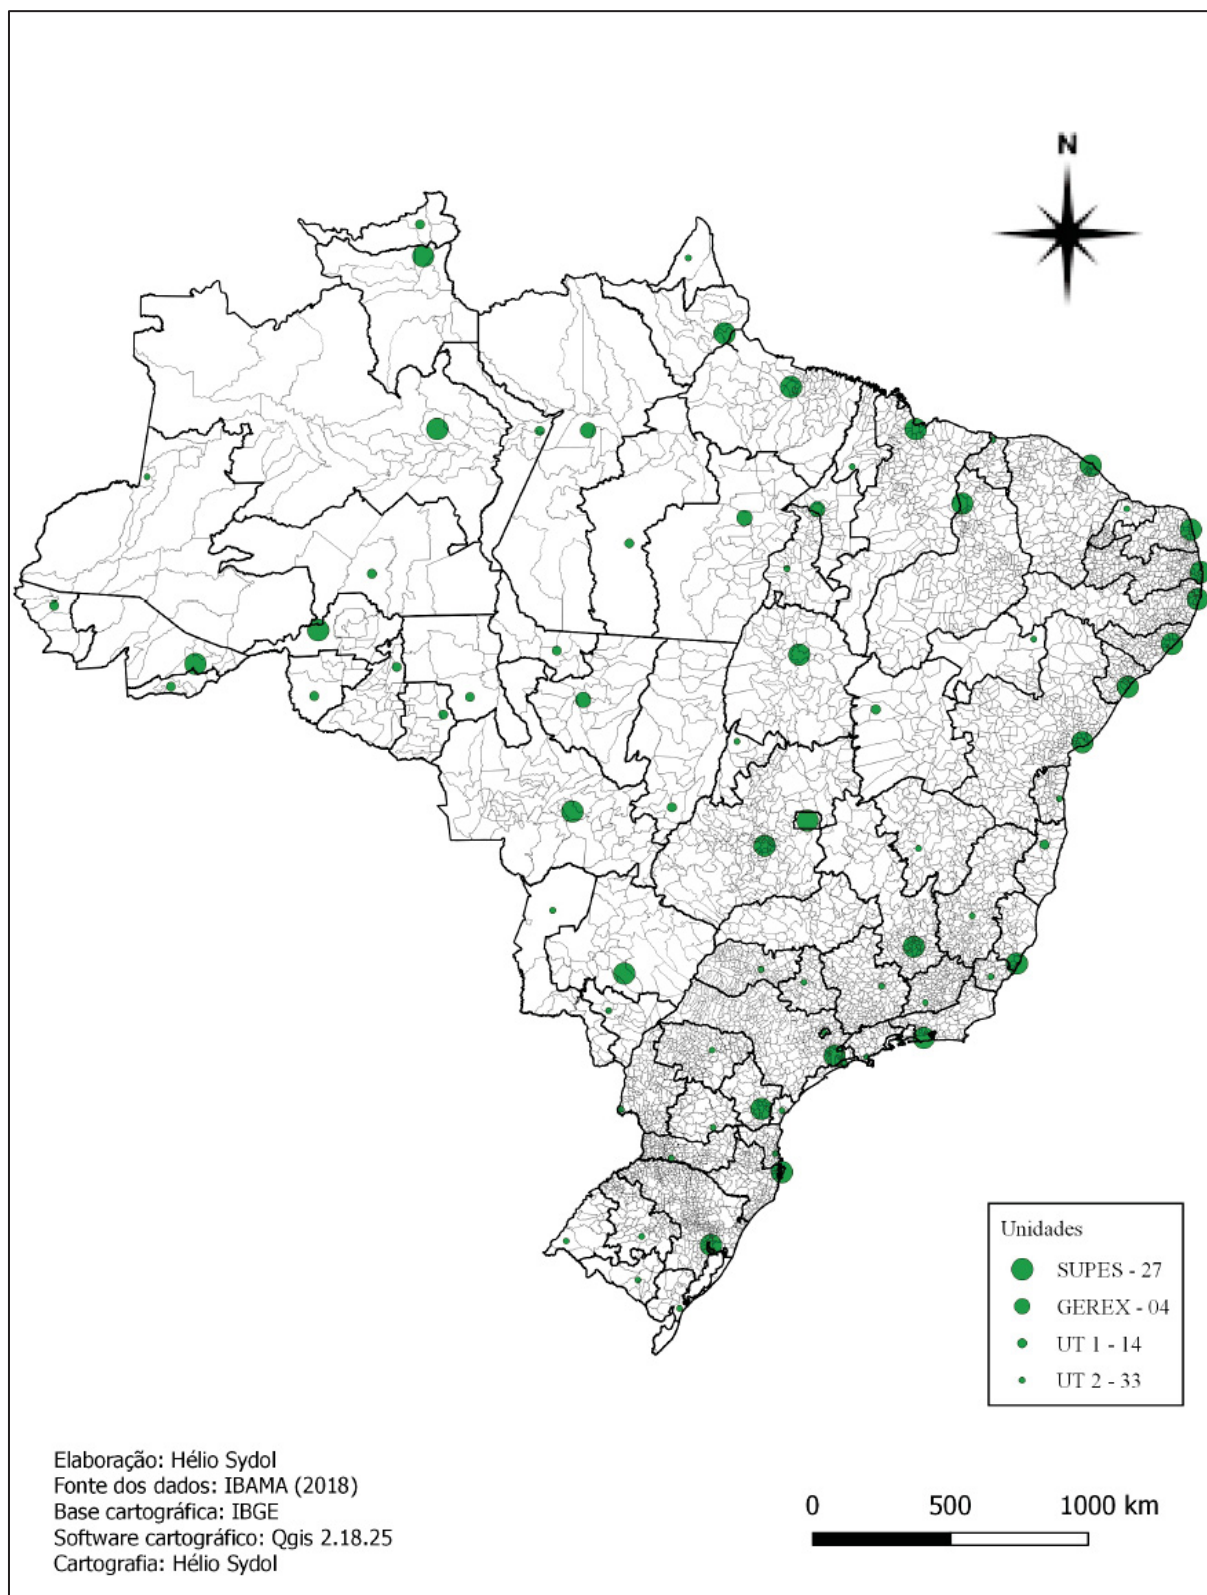 N
Unidades
SUPES - 27
GEREX - 04
UT 1 - 14
UT 2 - 33
Elaboração: Hélio Sydol
Fonte dos dados: IBAMA (2018)
Base cartográfica: IBGE
Software cartográfico: Qgis 2.18.25
Cartografia: Hélio Sydol
0 500 1000 km